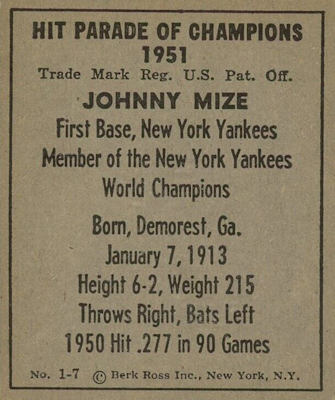 HIT PARADE OF CHAMPIONS
1951
Trade Mark Reg. U.S. Pat. Off.
JOHNNY MIZE
First Base, New York Yankees
Member of the New York Yankees
World Champions
Born, Demorest, Ga.
January 7, 1913
Height 6-2, Weight 215
Throws Right, Bats Left
1950 Hit .277 in 90 Games
No. 1-7 © Berk Ross Inc., New York, N.Y.